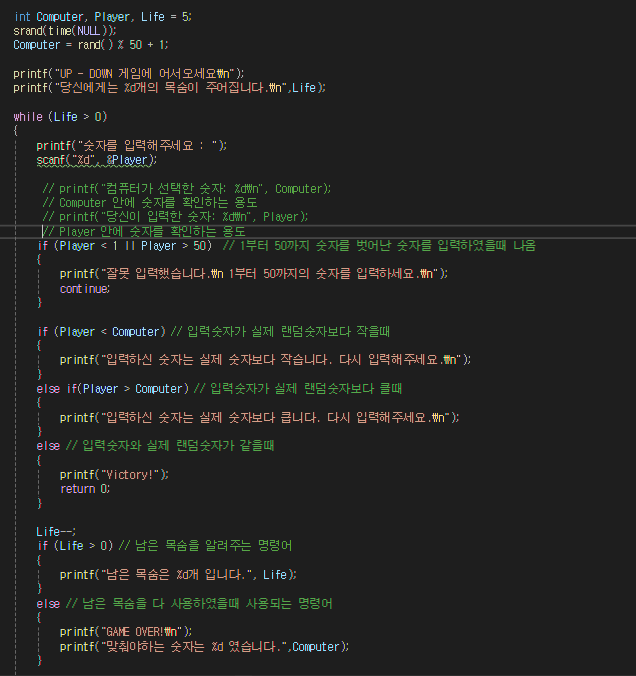 int Computer, Player, Life = 5;
srand(time(NULL));
Computer = rand() % 50 + 1;
printf("UP - DOWN 게임에 어서오세요₩n");
printf("당신에게는 %d개의 목숨이 주어집니다.₩n",Life);
while (Life > 0)
{
printf("숫자를 입력해주세요 : ");
scanf("%d", &Player);
// printf("컴퓨터가 선택한 숫자: %d₩n", Computer);
// Computer 안에 숫자를 확인하는 용도
// printf("당신이 입력한 숫자: %d₩n", Player);
// Player 안에 숫자를 확인하는 용도
if (Player < 1 || Player > 50) // 1부터 50까지 숫자를 벗어난 숫자를 입력하였을때 나옴
{
printf("잘못 입력했습니다.₩n 1부터 50까지의 숫자를 입력하세요.₩n");
continue;
}
if (Player < Computer) // 입력숫자가 실제 랜덤숫자보다 작을때
{
printf("입력하신 숫자는 실제 숫자보다 작습니다. 다시 입력해주세요.₩n");
}
else if(Player > Computer) // 입력숫자가 실제 랜덤숫자보다 클때
{
printf("입력하신 숫자는 실제 숫자보다 큽니다. 다시 입력해주세요.₩n");
}
else // 입력숫자와 실제 랜덤숫자가 같을때
{
printf("Victory!");
return 0;
}
Life--;
if (Life > 0) // 남은 목숨을 알려주는 명령어
{
printf("남은 목숨은 %d개 입니다.", Life);
}
else // 남은 목숨을 다 사용하였을때 사용되는 명령어
{
printf("GAME OVER!₩n");
printf("맞춰야하는 숫자는 %d 였습니다.",Computer);
}